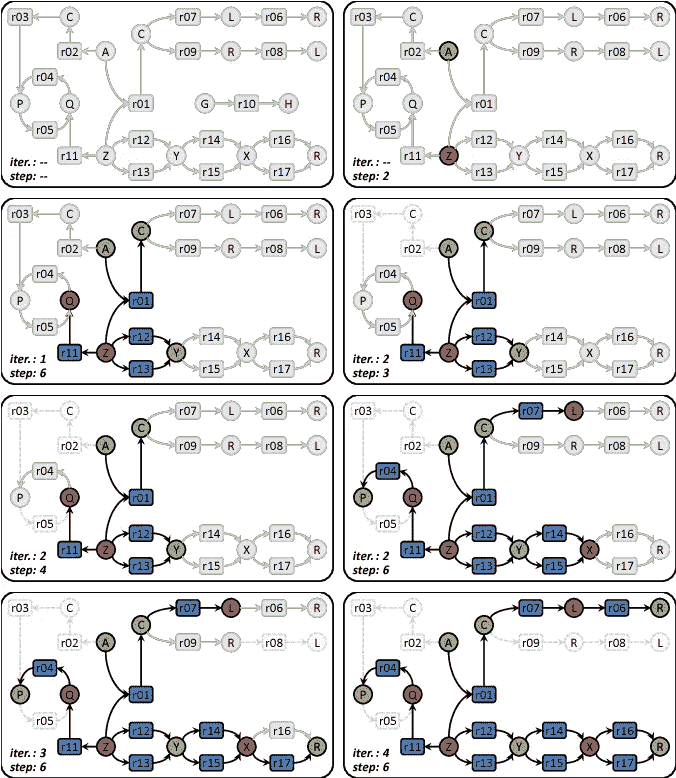 r03 C r07 L r06 R
r02 A C r09 R r08 L
r04
P Q r01 G r10 H
r05
r12 r14 r16
r11 Z Y X R
r13 r15 r17
iter. : --
step: --
r03 C r07 L r06 R
r02 A C r09 R r08 L
r04
P Q r01
r05
r12 r14 r16
r11 Z Y X R
r13 r15 r17
iter. : --
step: 2
r03 C r07 L r06 R
r02 A C r09 R r08 L
r04
P Q r01
r05
r12 r14 r16
r11 Z Y X R
r13 r15 r17
iter. : 1
step: 6
r03 C r07 L r06 R
r02 A C r09 R r08 L
r04
P Q r01
r05
r12 r14 r16
r11 Z Y X R
r13 r15 r17
iter. : 2
step: 3
r03 C r07 L r06 R
r02 A C r09 R r08 L
r04
P Q r01
r05
r12 r14 r16
r11 Z Y X R
r13 r15 r17
iter. : 2
step: 4
r03 C r07 L r06 R
r02 A C r09 R r08 L
r04
P Q r01
r05
r12 r14 r16
r11 Z Y X R
r13 r15 r17
iter. : 2
step: 6
r03 C r07 L r06 R
r02 A C r09 R r08 L
r04
P Q r01
r05
r12 r14 r16
r11 Z Y X R
r13 r15 r17
iter. : 3
step: 6
r03 C r07 L r06 R
r02 A C r09 R r08 L
r04
P Q r01
r05
r12 r14 r16
r11 Z Y X R
r13 r15 r17
iter. : 4
step: 6